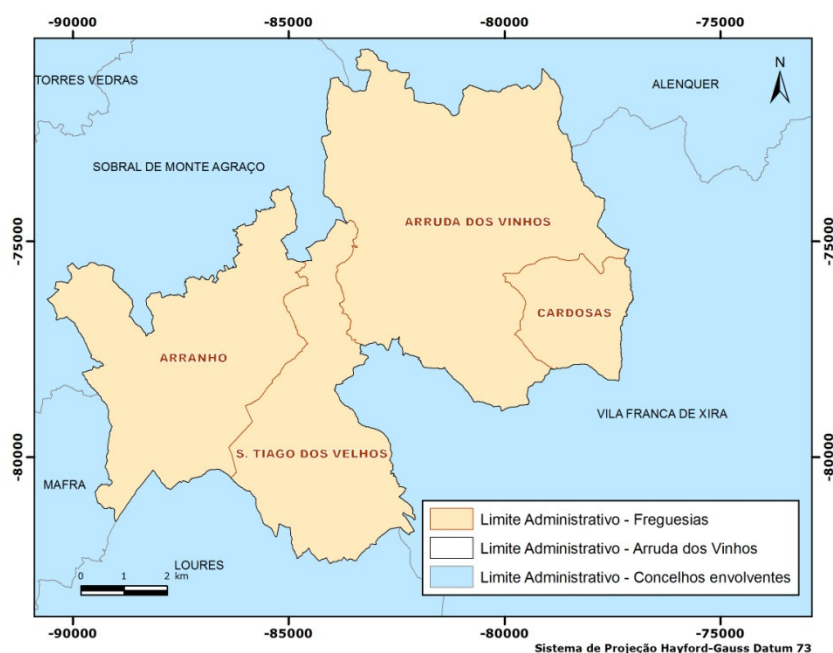 -90000 -85000 -80000 -75000
TORRES VEDRAS
ALENQUER
N
SOBRAL DE MONTE AGRAÇO
-75000 -75000
ARRUDA DOS VINHOS
CARDOSAS
ARRANHO
VILA FRANCA DE XIRA
S. TIAGO DOS VELHOS
-80000 -80000
MAFRA
Limite Administrativo - Freguesias
Limite Administrativo - Arruda dos Vinhos
Limite Administrativo - Concelhos envolventes
LOURES
0 1 2
km
-90000 -85000 -80000 -75000
Sistema de Projeção Hayford-Gauss Datum 73